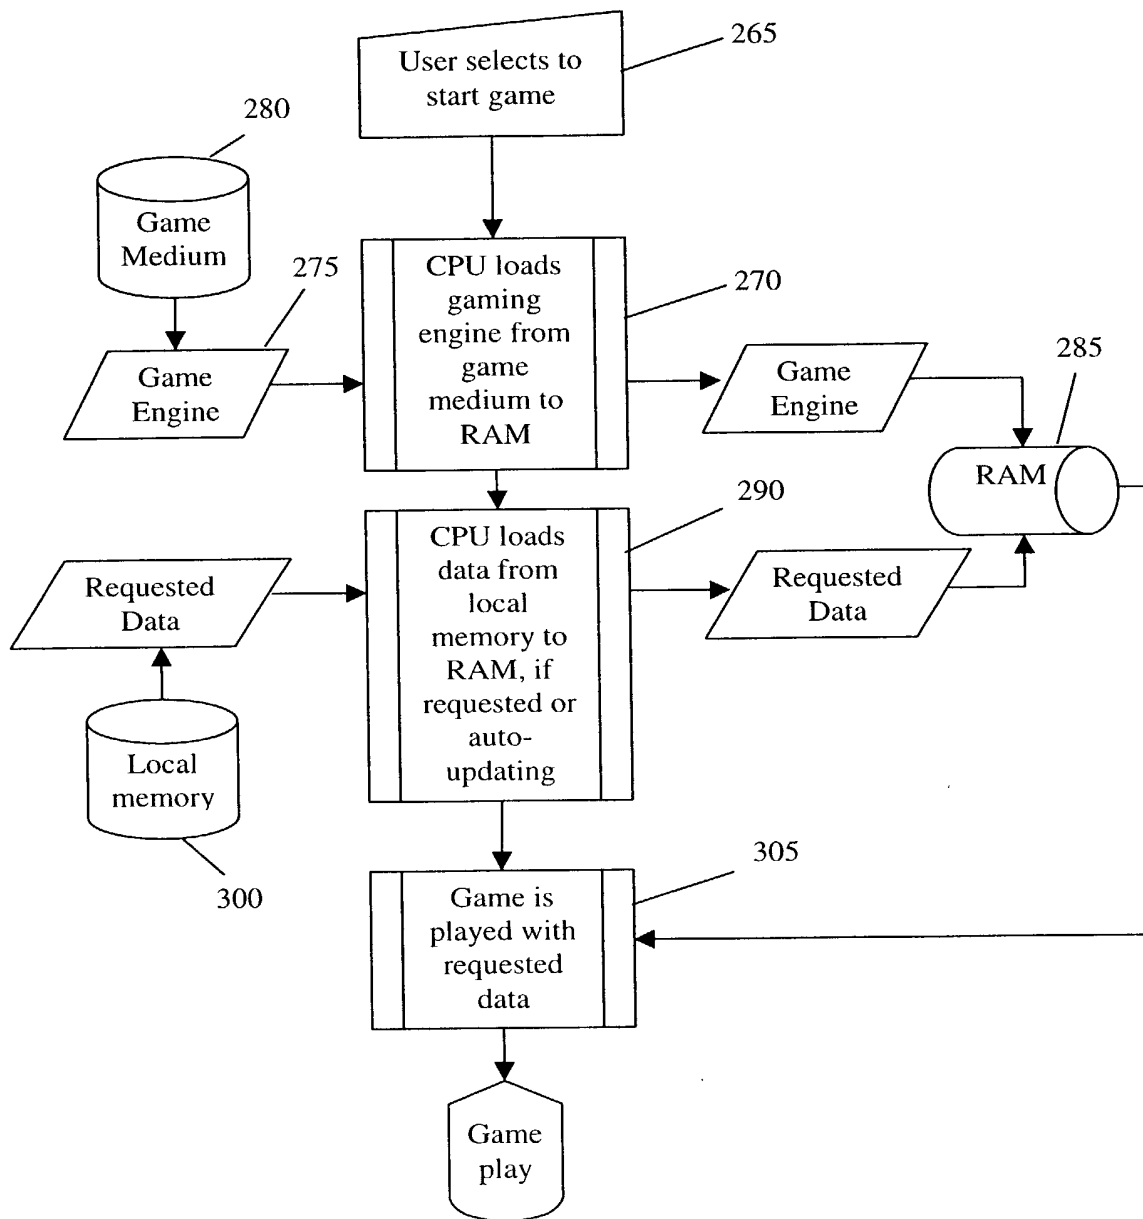 265
User selects to
start game
280
Game
Medium
275
CPU loads
gaming
engine from
game
medium to
RAM
270
Game
Engine
Game
Engine
285
RAM
290
CPU loads
data from
local
memory to
RAM, if
requested or
auto-
updating
Requested
Data
Requested
Data
Local
memory
300
305
Game is
played with
requested
data
Game
play